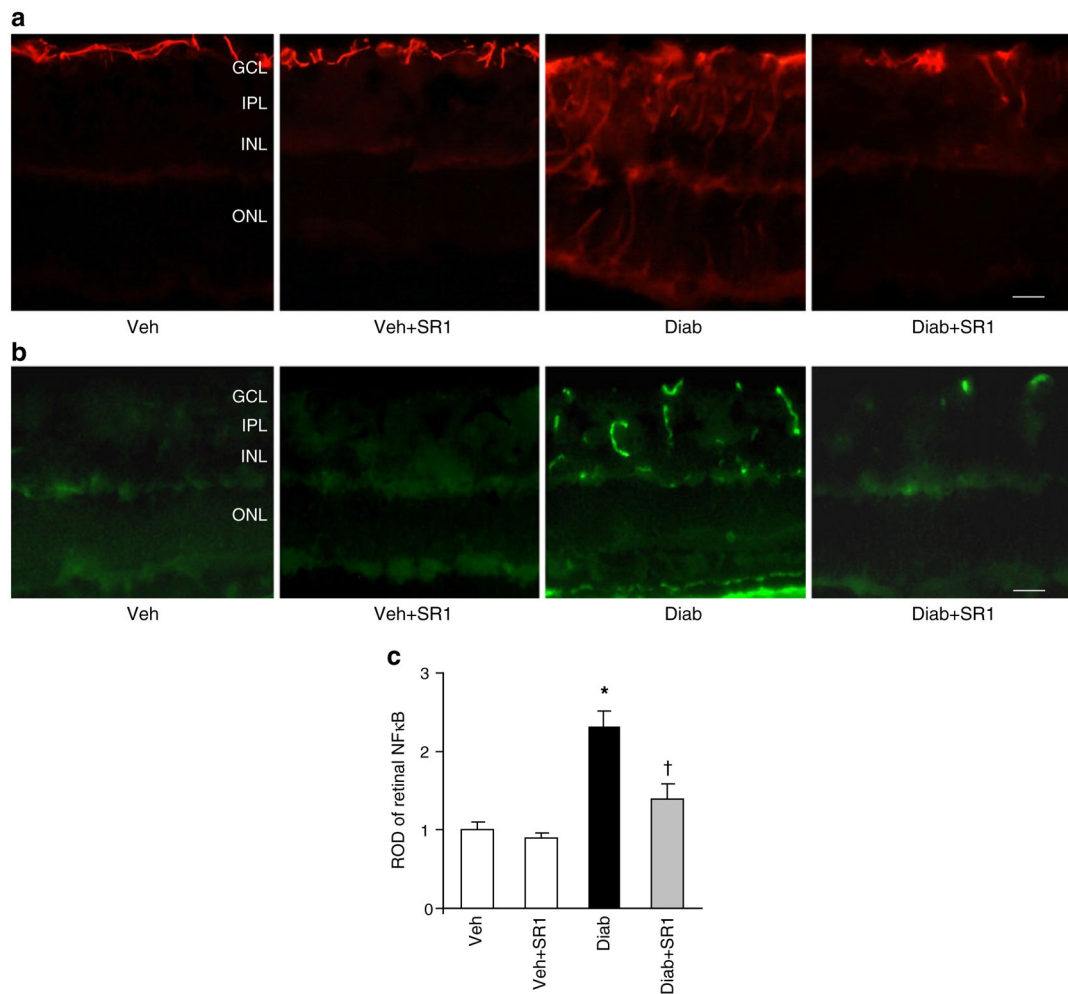 a
GCL
IPL
INL
ONL
Veh
Veh+SR1
Diab
Diab+SR1
b
GCL
IPL
INL
ONL
Veh
Veh+SR1
Diab
Diab+SR1
c
ROD of retinal NFκB
3
2
1
0
*
†
Veh
Veh+SR1
Diab
Diab+SR1